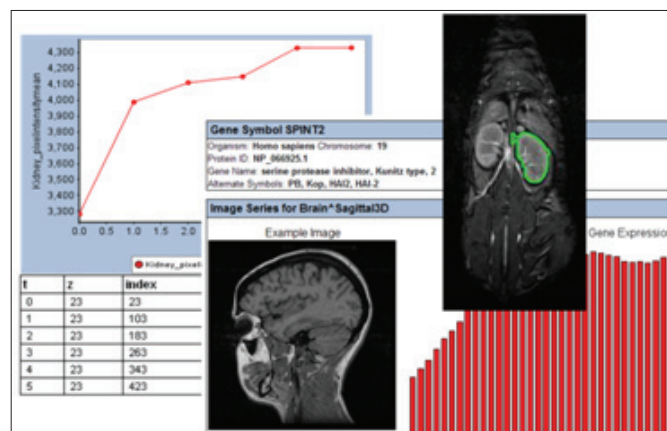 4,300
4,200
4,100
4,000
3,900
3,800
3,700
3,600
3,500
3,400
3,300
Kidney_pixelintensitymean
0.0
0.5
1.0
1.5
2.0
Kidney_pixeli
t z index
0 23 23
1 23 103
2 23 183
3 23 263
4 23 343
5 23 423
Gene Symbol SPINT2
Organism: Homo sapiens Chromosome: 19
Protein ID: NP_066925.1
Gene Name: serine protease inhibitor, Kunitz type, 2
Alternate Symbols: PB, Kop, HAI2, HAI-2
Image Series for Brain^Sagittal3D
Example Image
Gene Expression